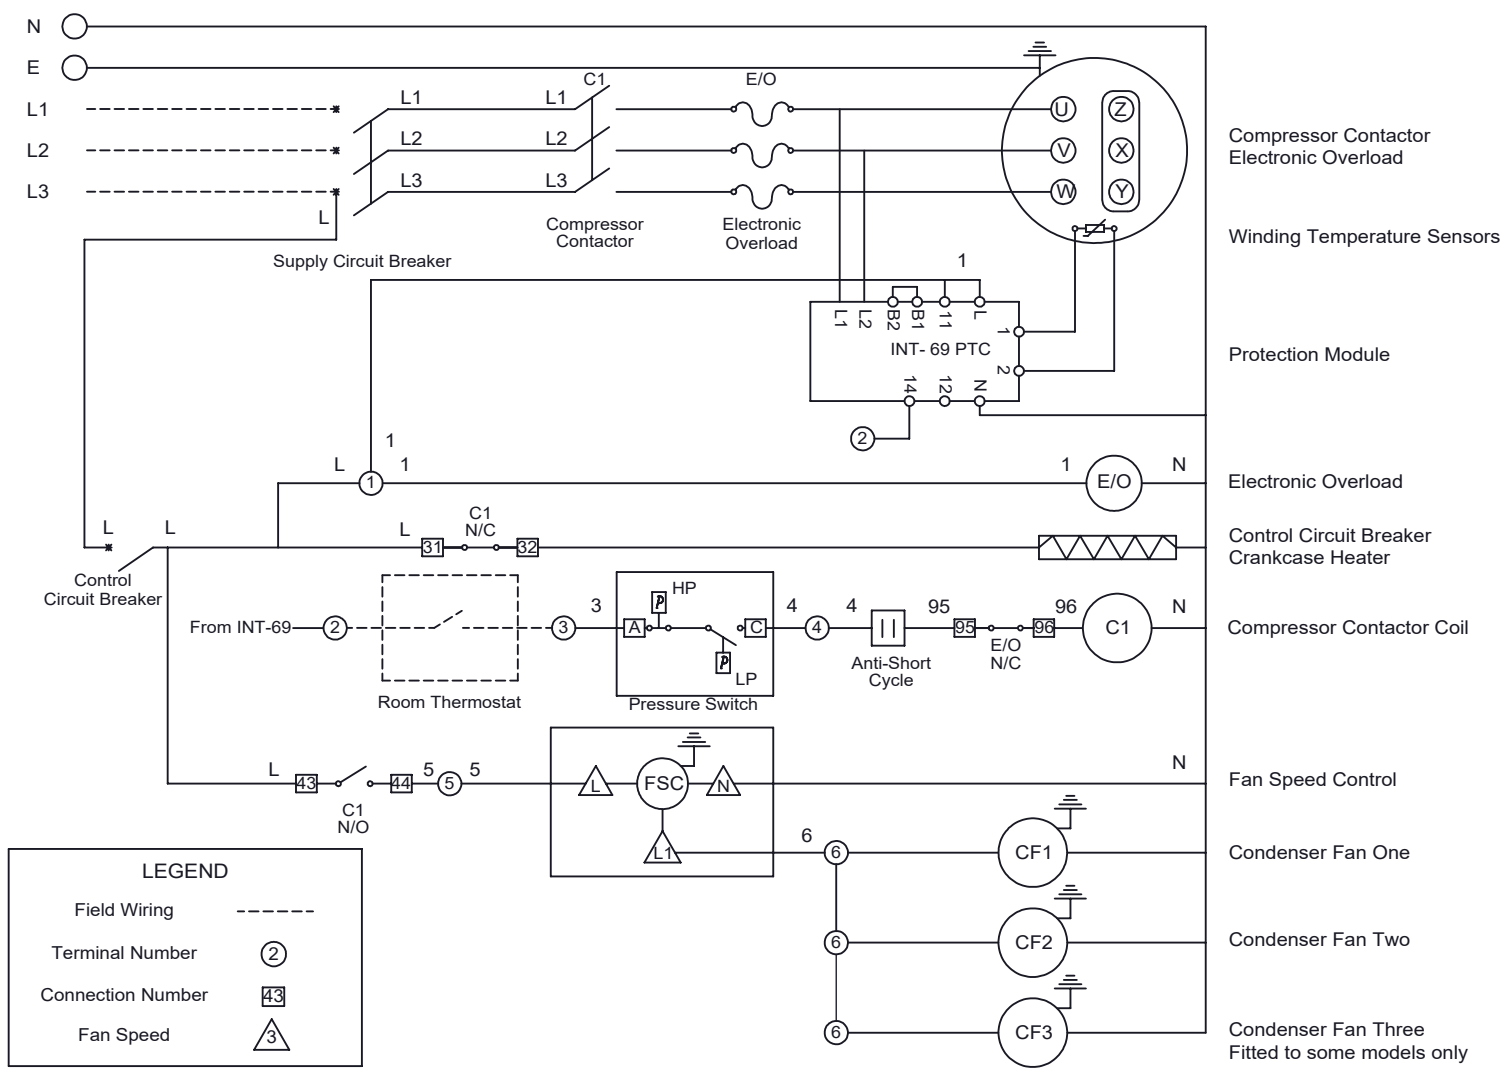 N
E
C1
E/O
L1
L1
L1
U
Z
L2
L2
L2
V
X
Compressor Contactor
Electronic Overload
L3
L3
L3
W
Y
L
Compressor
Contactor
Electronic
Overload
Winding Temperature Sensors
Supply Circuit Breaker
1
L1
L2
B2
B1
11
L
1
INT- 69 PTC
2
Protection Module
14
12
N
2
1
L
1
1
1
E/O
N
Electronic Overload
L
L
L
C1
N/C
31
32
Control Circuit Breaker
Crankcase Heater
Control
Circuit Breaker
HP
From INT-69
2
3
3
A
C
4
4
4
95
95
96
96
C1
N
Compressor Contactor Coil
p
p
LP
E/O
N/C
Anti-Short
Cycle
Room Thermostat
Pressure Switch
L
43
44
5
5
5
L
FSC
N
N
Fan Speed Control
C1
N/O
L1
6
6
CF1
Condenser Fan One
6
CF2
Condenser Fan Two
6
CF3
Condenser Fan Three
Fitted to some models only
LEGEND
Field Wiring
Terminal Number
2
Connection Number
43
Fan Speed
3